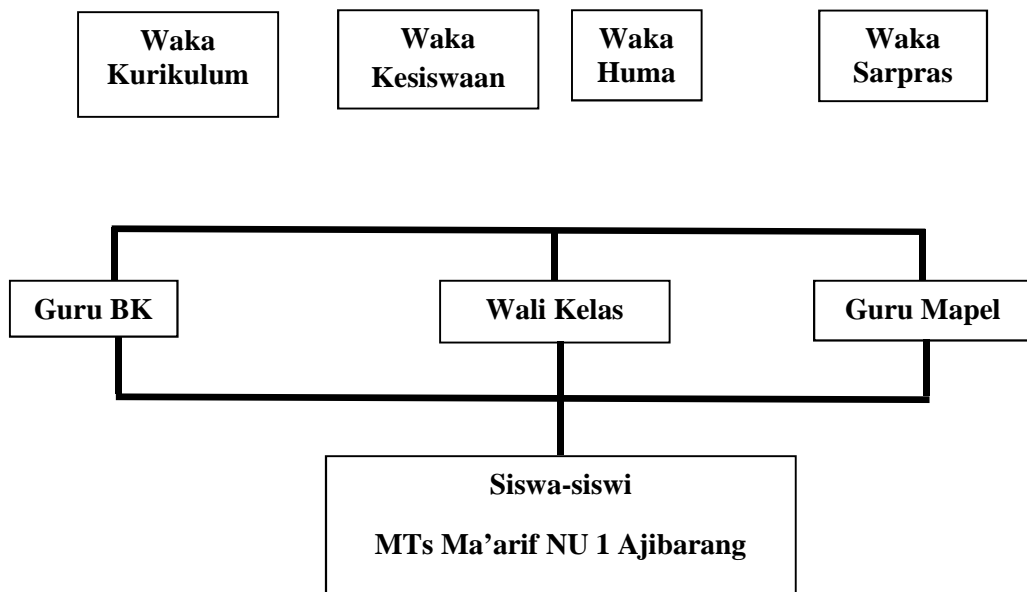 Waka
Kurikulum
Waka
Kesiswaan
Waka
Huma
Waka
Sarpras
Guru BK
Wali Kelas
Guru Mapel
Siswa-siswi
MTs Ma’arif NU 1 Ajibarang